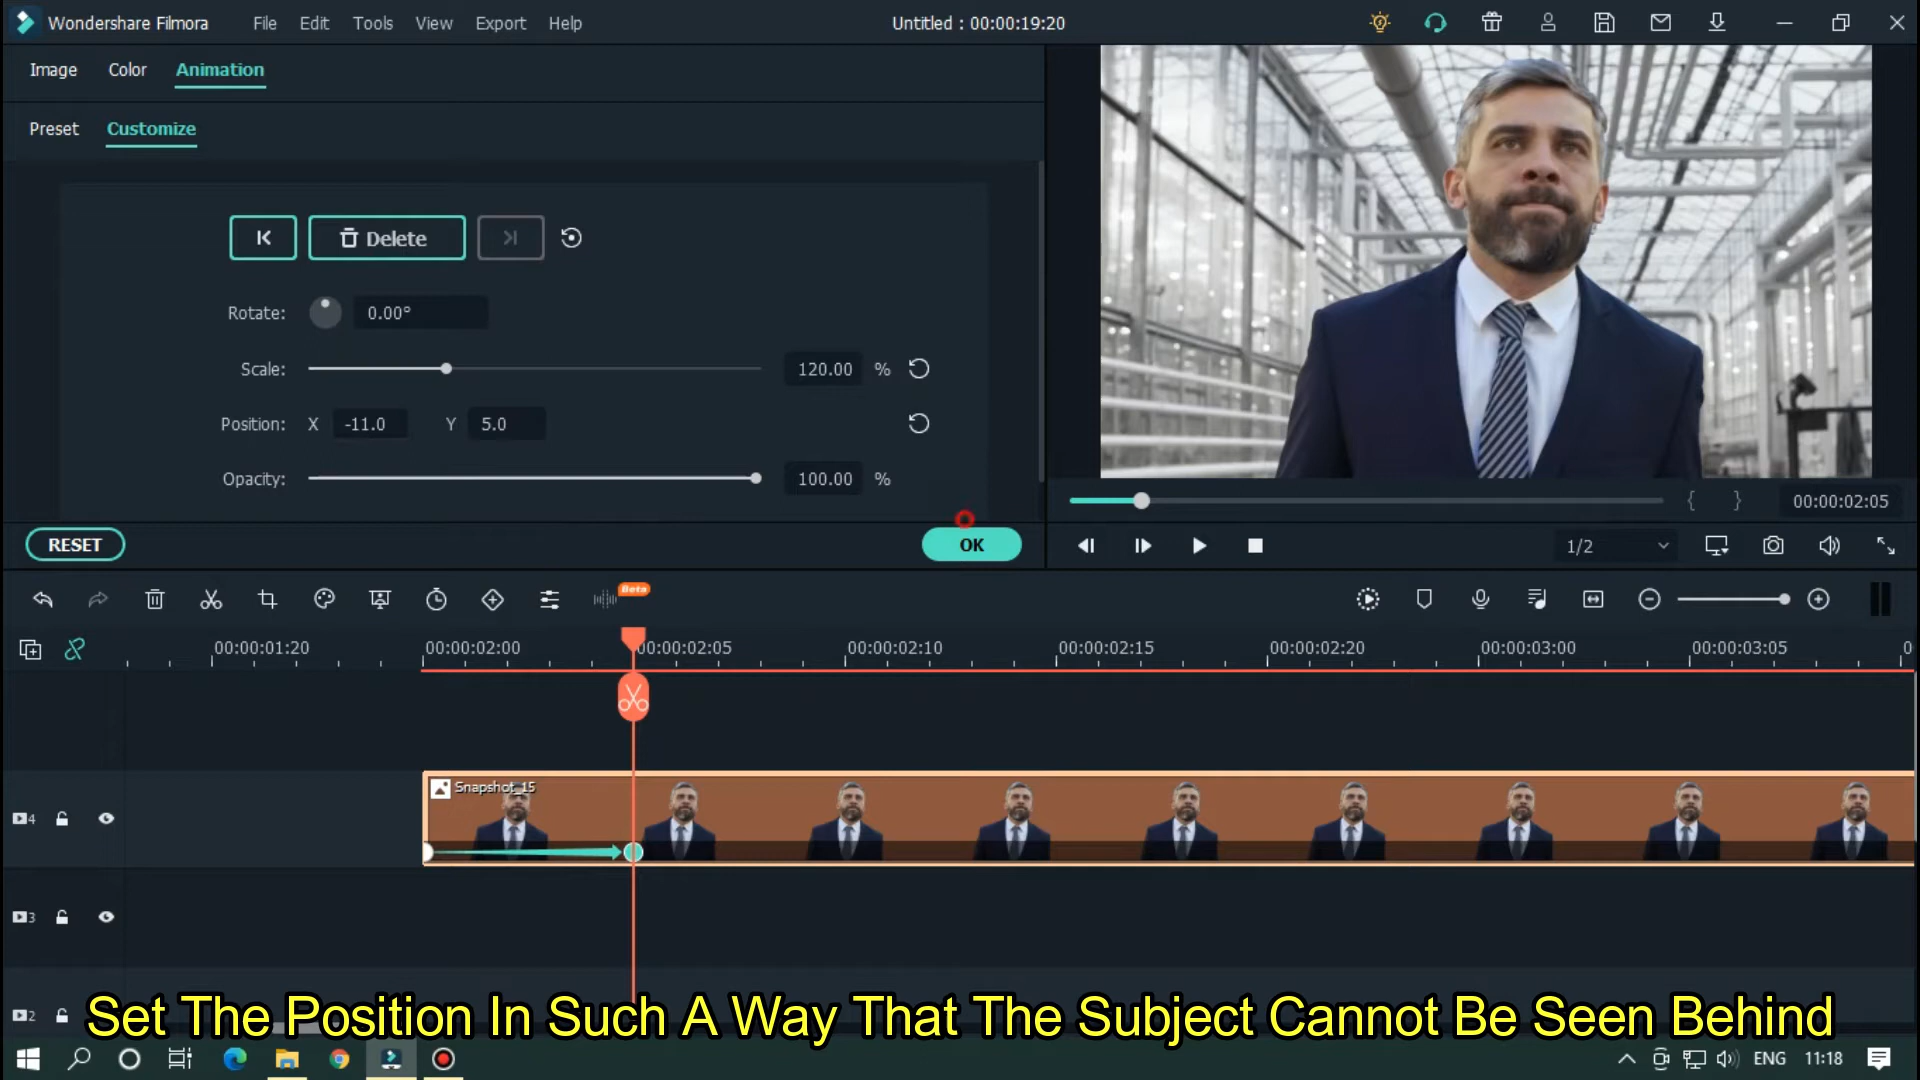 Wondershare Filmora File Edit Tools View Export Help Untitled : 00:00:19:20
Image Color Animation
Preset Customize
Delete
Rotate: 0.00°
Scale: 120.00 %
Position: X -11.0 Y 5.0
Opacity: 100.00 %
{ } 00:00:02:05
RESET OK
1/2
Beta
00:00:01:20 00:00:02:00 00:00:02:05 00:00:02:10 00:00:02:15 00:00:02:20 00:00:03:00 00:00:03:05 0
Snapshot_15
4
3
2
Set The Position In Such A Way That The Subject Cannot Be Seen Behind
ENG 11:18